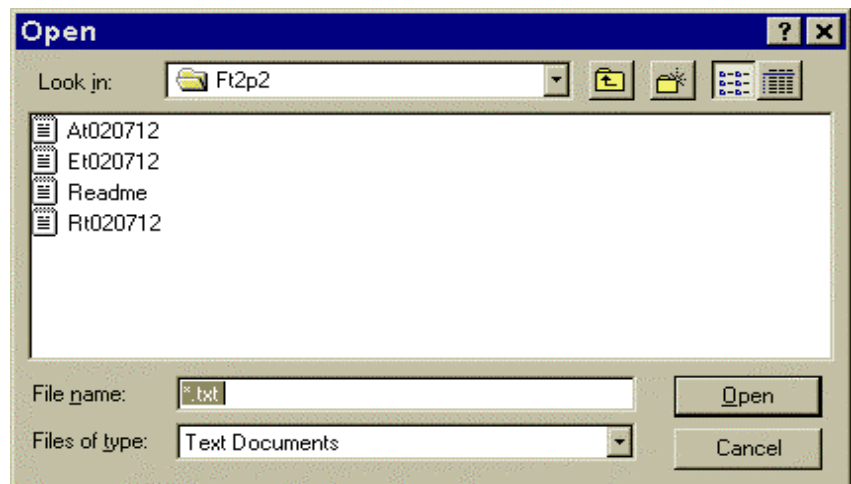 Open
Look in: Ft2p2
At020712
Et020712
Readme
Rt020712
File name: *.txt Open
Files of type: Text Documents Cancel